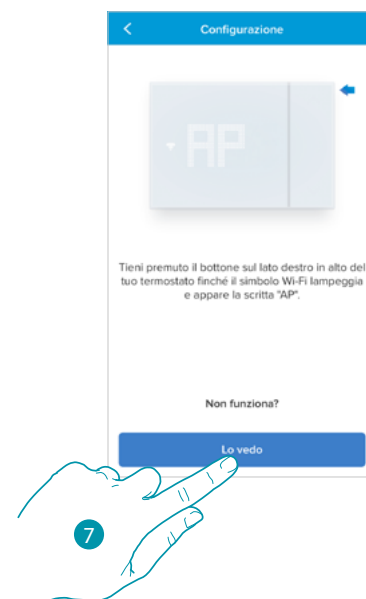 Configurazione
AP
Tieni premuto il bottone sul lato destro in alto del
tuo termostato finché il simbolo Wi-Fi lampeggia
e appare la scritta "AP".
Non funziona?
Lo vedo
7